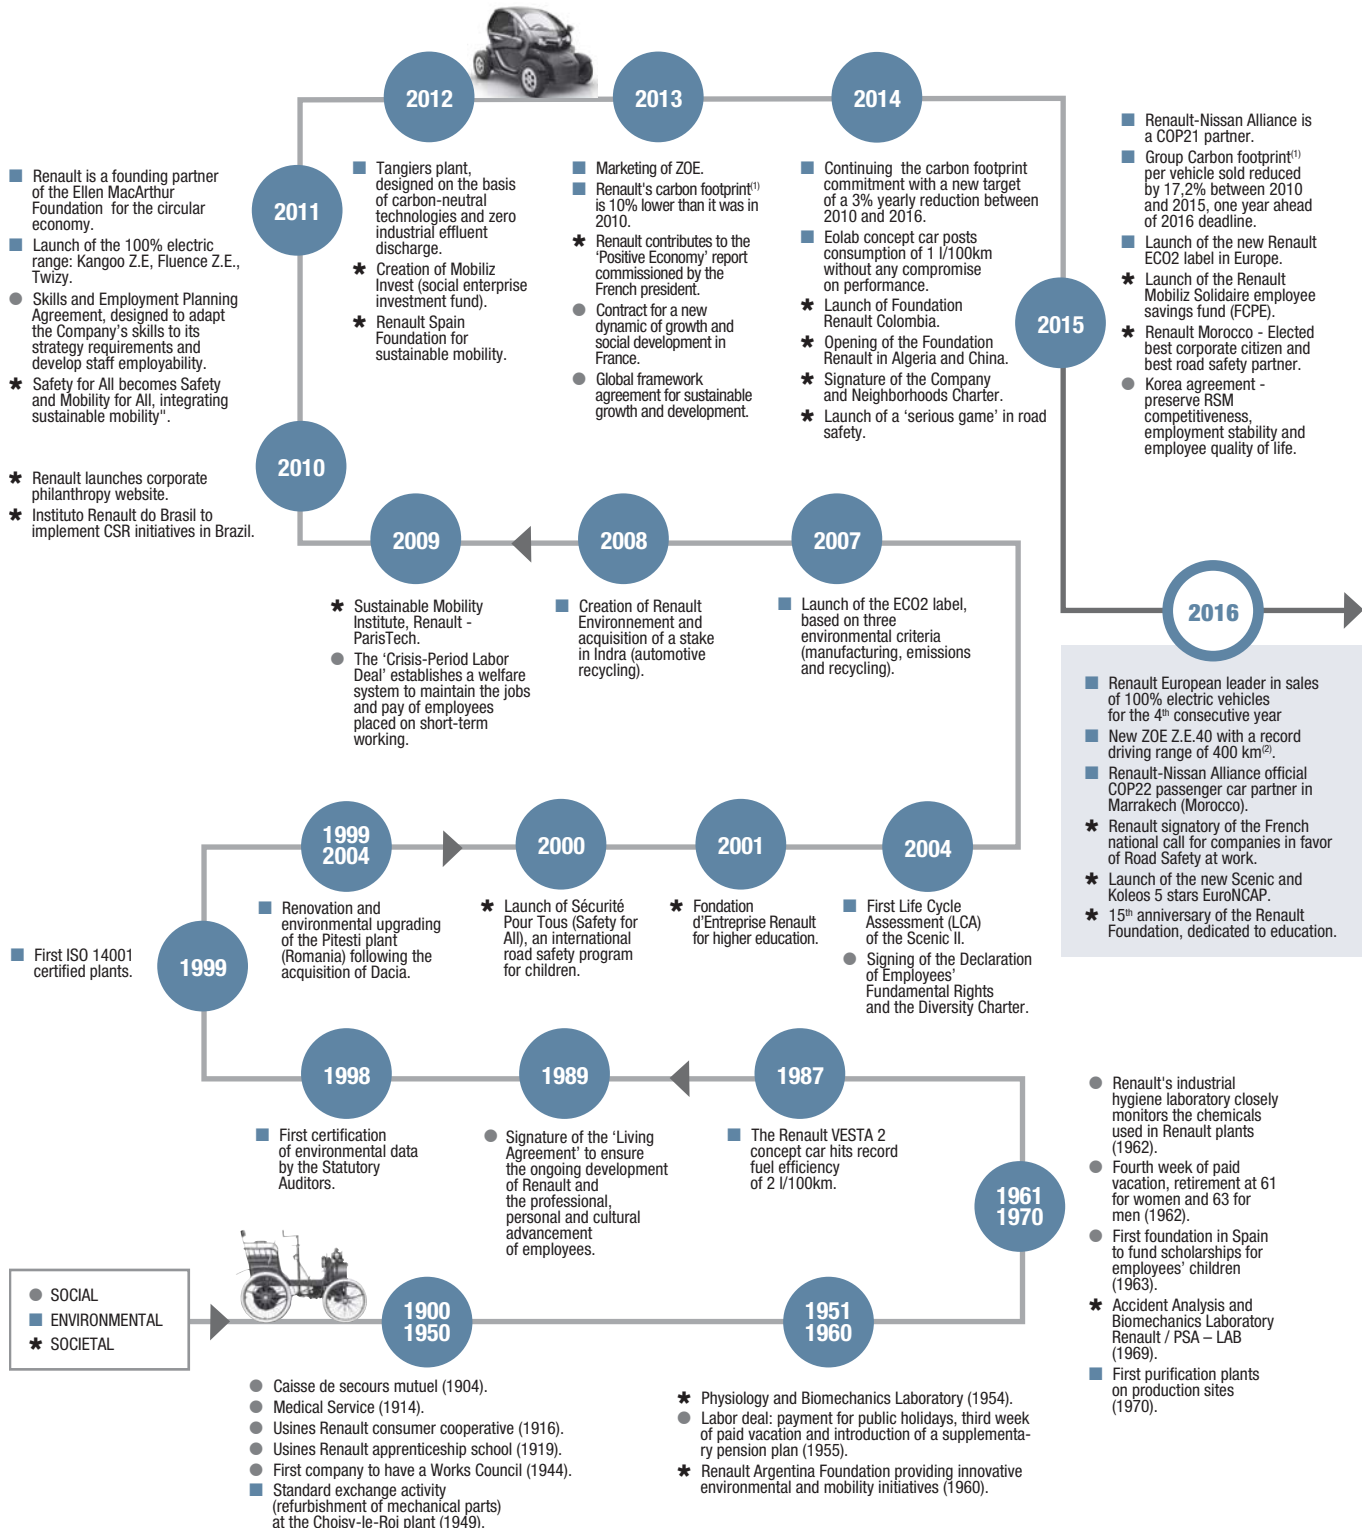 2012
2013
2014
Renault-Nissan Alliance is
a COP21 partner.
Group Carbon footprint(1)
per vehicle sold reduced
by 17,2% between 2010
and 2015, one year ahead
of 2016 deadline.
Launch of the new Renault
ECO2 label in Europe.
Launch of the Renault
Mobiliz Solidaire employee
savings fund (FCPE).
Renault Morocco - Elected
best corporate citizen and
best road safety partner.
Korea agreement -
preserve RSM
competitiveness,
employment stability and
employee quality of life.
2015
Renault is a founding partner
of the Ellen MacArthur
Foundation for the circular
economy.
Launch of the 100% electric
range: Kangoo Z.E, Fluence Z.E.,
Twizy.
Skills and Employment Planning
Agreement, designed to adapt
the Company's skills to its
strategy requirements and
develop staff employability.
Safety for All becomes Safety
and Mobility for All, integrating
sustainable mobility".
2011
Tangiers plant,
designed on the basis
of carbon-neutral
technologies and zero
industrial effluent
discharge.
Creation of Mobiliz
Invest (social enterprise
investment fund).
Renault Spain
Foundation for
sustainable mobility.
Marketing of ZOE.
Renault's carbon footprint(1)
is 10% lower than it was in
2010.
Renault contributes to the
'Positive Economy' report
commissioned by the
French president.
Contract for a new
dynamic of growth and
social development in
France.
Global framework
agreement for sustainable
growth and development.
Continuing the carbon footprint
commitment with a new target
of a 3% yearly reduction between
2010 and 2016.
Eolab concept car posts
consumption of 1 l/100km
without any compromise
on performance.
Launch of Foundation
Renault Colombia.
Opening of the Foundation
Renault in Algeria and China.
Signature of the Company
and Neighborhoods Charter.
Launch of a 'serious game' in road
safety.
2010
Renault launches corporate
philanthropy website.
Instituto Renault do Brasil to
implement CSR initiatives in Brazil.
2009
2008
2007
Sustainable Mobility
Institute, Renault -
ParisTech.
The 'Crisis-Period Labor
Deal' establishes a welfare
system to maintain the jobs
and pay of employees
placed on short-term
working.
Creation of Renault
Environnement and
acquisition of a stake
in Indra (automotive
recycling).
Launch of the ECO2 label,
based on three
environmental criteria
(manufacturing, emissions
and recycling).
2016
Renault European leader in sales
of 100% electric vehicles
for the 4th consecutive year
New ZOE Z.E.40 with a record
driving range of 400 km(2).
Renault-Nissan Alliance official
COP22 passenger car partner in
Marrakech (Morocco).
Renault signatory of the French
national call for companies in favor
of Road Safety at work.
Launch of the new Scenic and
Koleos 5 stars EuroNCAP.
15th anniversary of the Renault
Foundation, dedicated to education.
1999
2004
2000
2001
2004
Renovation and
environmental upgrading
of the Pitesti plant
(Romania) following the
acquisition of Dacia.
Launch of Sécurité
Pour Tous (Safety for
All), an international
road safety program
for children.
Fondation
d'Entreprise Renault
for higher education.
First Life Cycle
Assessment (LCA)
of the Scenic II.
Signing of the Declaration
of Employees'
Fundamental Rights
and the Diversity Charter.
First ISO 14001
certified plants.
1999
1998
1989
1987
First certification
of environmental data
by the Statutory
Auditors.
Signature of the 'Living
Agreement' to ensure
the ongoing development
of Renault and
the professional,
personal and cultural
advancement
of employees.
The Renault VESTA 2
concept car hits record
fuel efficiency
of 2 l/100km.
1961
1970
Renault's industrial
hygiene laboratory closely
monitors the chemicals
used in Renault plants
(1962).
Fourth week of paid
vacation, retirement at 61
for women and 63 for
men (1962).
First foundation in Spain
to fund scholarships for
employees' children
(1963).
Accident Analysis and
Biomechanics Laboratory
Renault / PSA – LAB
(1969).
First purification plants
on production sites
(1970).
SOCIAL
ENVIRONMENTAL
SOCIETAL
1900
1950
1951
1960
Caisse de secours mutuel (1904).
Medical Service (1914).
Usines Renault consumer cooperative (1916).
Usines Renault apprenticeship school (1919).
First company to have a Works Council (1944).
Standard exchange activity
(refurbishment of mechanical parts)
at the Choisy-le-Roi plant (1949).
Physiology and Biomechanics Laboratory (1954).
Labor deal: payment for public holidays, third week
of paid vacation and introduction of a supplementa-
ry pension plan (1955).
Renault Argentina Foundation providing innovative
environmental and mobility initiatives (1960).